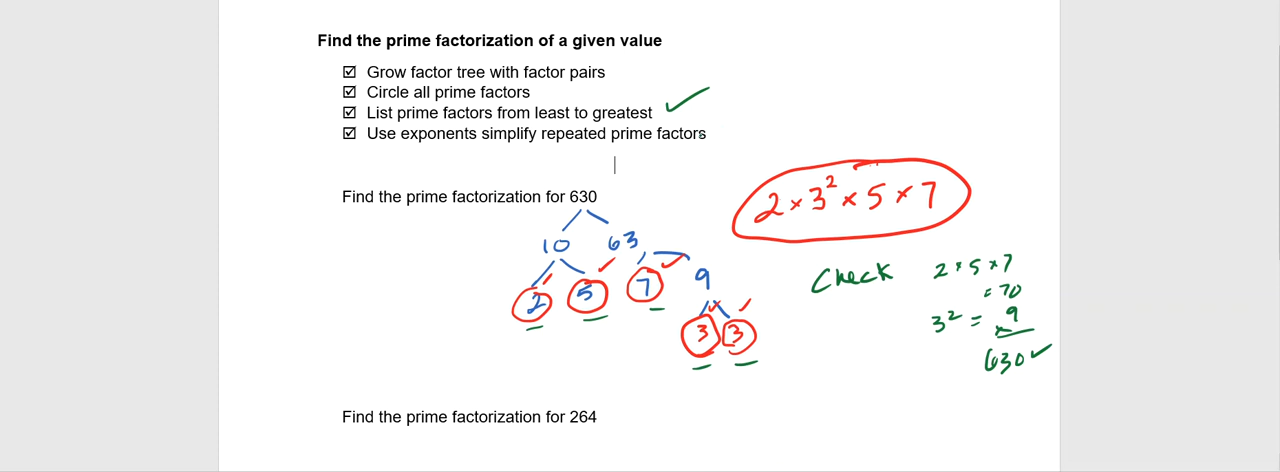 Find the prime factorization of a given value
☑ Grow factor tree with factor pairs
☑ Circle all prime factors
☑ List prime factors from least to greatest ✓
☑ Use exponents simplify repeated prime factors
Find the prime factorization for 630
2 × 3² × 5 × 7
10 63
2 5 7 9
3 3
Check 2 × 5 × 7
= 70
3² = 9
×
630 ✓
Find the prime factorization for 264